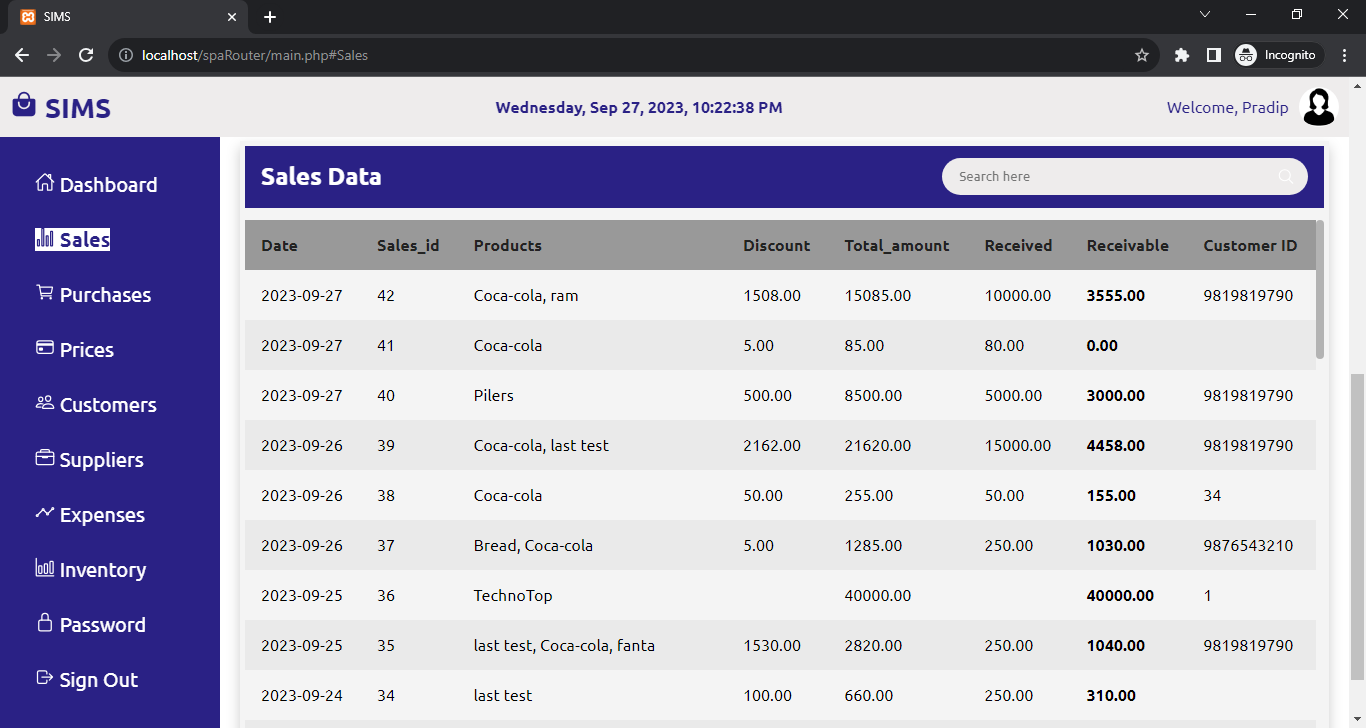 SIMS
localhost/spaRouter/main.php#Sales
Incognito
SIMS
Wednesday, Sep 27, 2023, 10:22:38 PM
Welcome, Pradip
Dashboard
Sales
Purchases
Prices
Customers
Suppliers
Expenses
Inventory
Password
Sign Out
Sales Data
Search here
Date Sales_id Products Discount Total_amount Received Receivable Customer ID
2023-09-27 42 Coca-cola, ram 1508.00 15085.00 10000.00 3555.00 9819819790
2023-09-27 41 Coca-cola 5.00 85.00 80.00 0.00
2023-09-27 40 Pilers 500.00 8500.00 5000.00 3000.00 9819819790
2023-09-26 39 Coca-cola, last test 2162.00 21620.00 15000.00 4458.00 9819819790
2023-09-26 38 Coca-cola 50.00 255.00 50.00 155.00 34
2023-09-26 37 Bread, Coca-cola 5.00 1285.00 250.00 1030.00 9876543210
2023-09-25 36 TechnoTop 40000.00 40000.00 1
2023-09-25 35 last test, Coca-cola, fanta 1530.00 2820.00 250.00 1040.00 9819819790
2023-09-24 34 last test 100.00 660.00 250.00 310.00